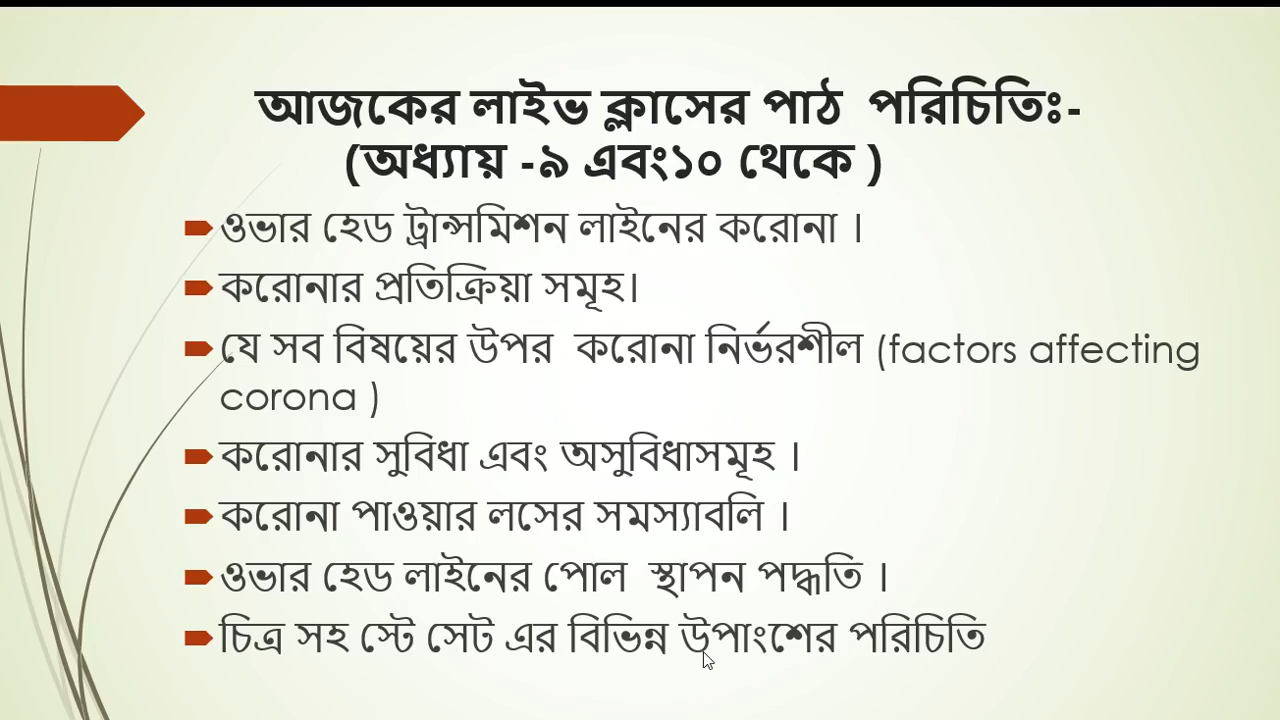 আজকের লাইভ ক্লাসের পাঠ পরিচিতিঃ-
(অধ্যায় -৯ এবং১০ থেকে )
ওভার হেড ট্রান্সমিশন লাইনের করোনা ।
করোনার প্রতিক্রিয়া সমূহ।
যে সব বিষয়ের উপর করোনা নির্ভরশীল (factors affecting
corona )
করোনার সুবিধা এবং অসুবিধাসমূহ ।
করোনা পাওয়ার লসের সমস্যাবলি ।
ওভার হেড লাইনের পোল স্থাপন পদ্ধতি ।
চিত্র সহ স্টে সেট এর বিভিন্ন উপাংশের পরিচিতি